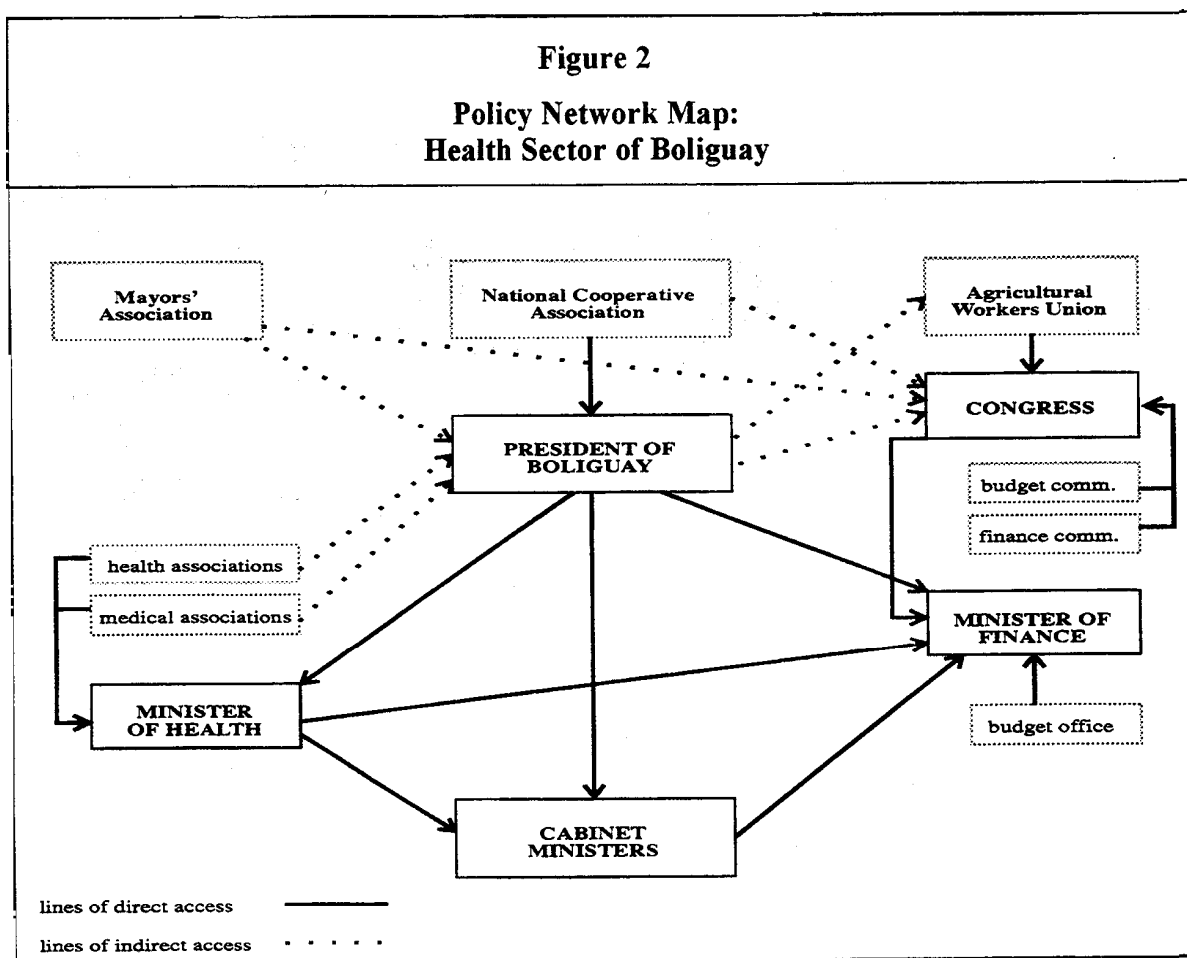 Figure 2
Policy Network Map:
Health Sector of Boliguay
Mayors'
Association
National Cooperative
Association
Agricultural
Workers Union
CONGRESS
PRESIDENT OF
BOLIGUAY
budget comm.
finance comm.
health associations
medical associations
MINISTER OF
FINANCE
MINISTER
OF HEALTH
budget office
CABINET
MINISTERS
lines of direct access
lines of indirect access